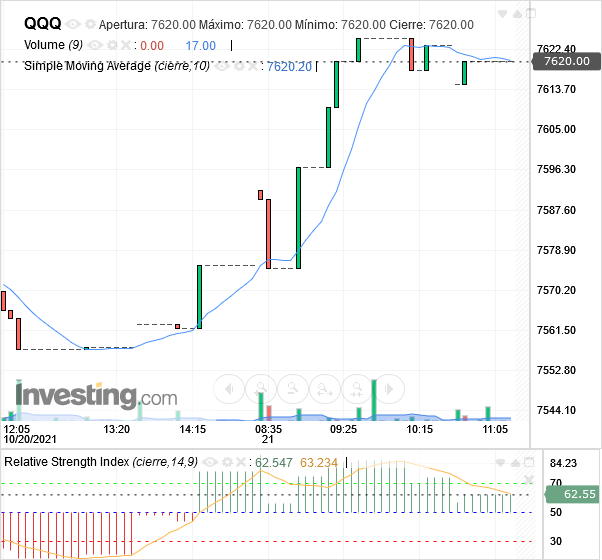 QQQ Apertura: 7620.00 Máximo: 7620.00 Mínimo: 7620.00 Cierre: 7620.00
Volume (9) : 0.00 17.00
Simple Moving Average (cierre,10) : 7620.20
7622.40
7620.00
7613.70
7605.00
7596.30
7587.60
7578.90
7570.20
7561.50
7552.80
7544.10
Investing.com
12:05 13:20 14:15 08:35 09:25 10:15 11:05
10/20/2021 21
Relative Strength Index (cierre,14,9) : 62.547 63.234
84.23
70
62.55
50
30